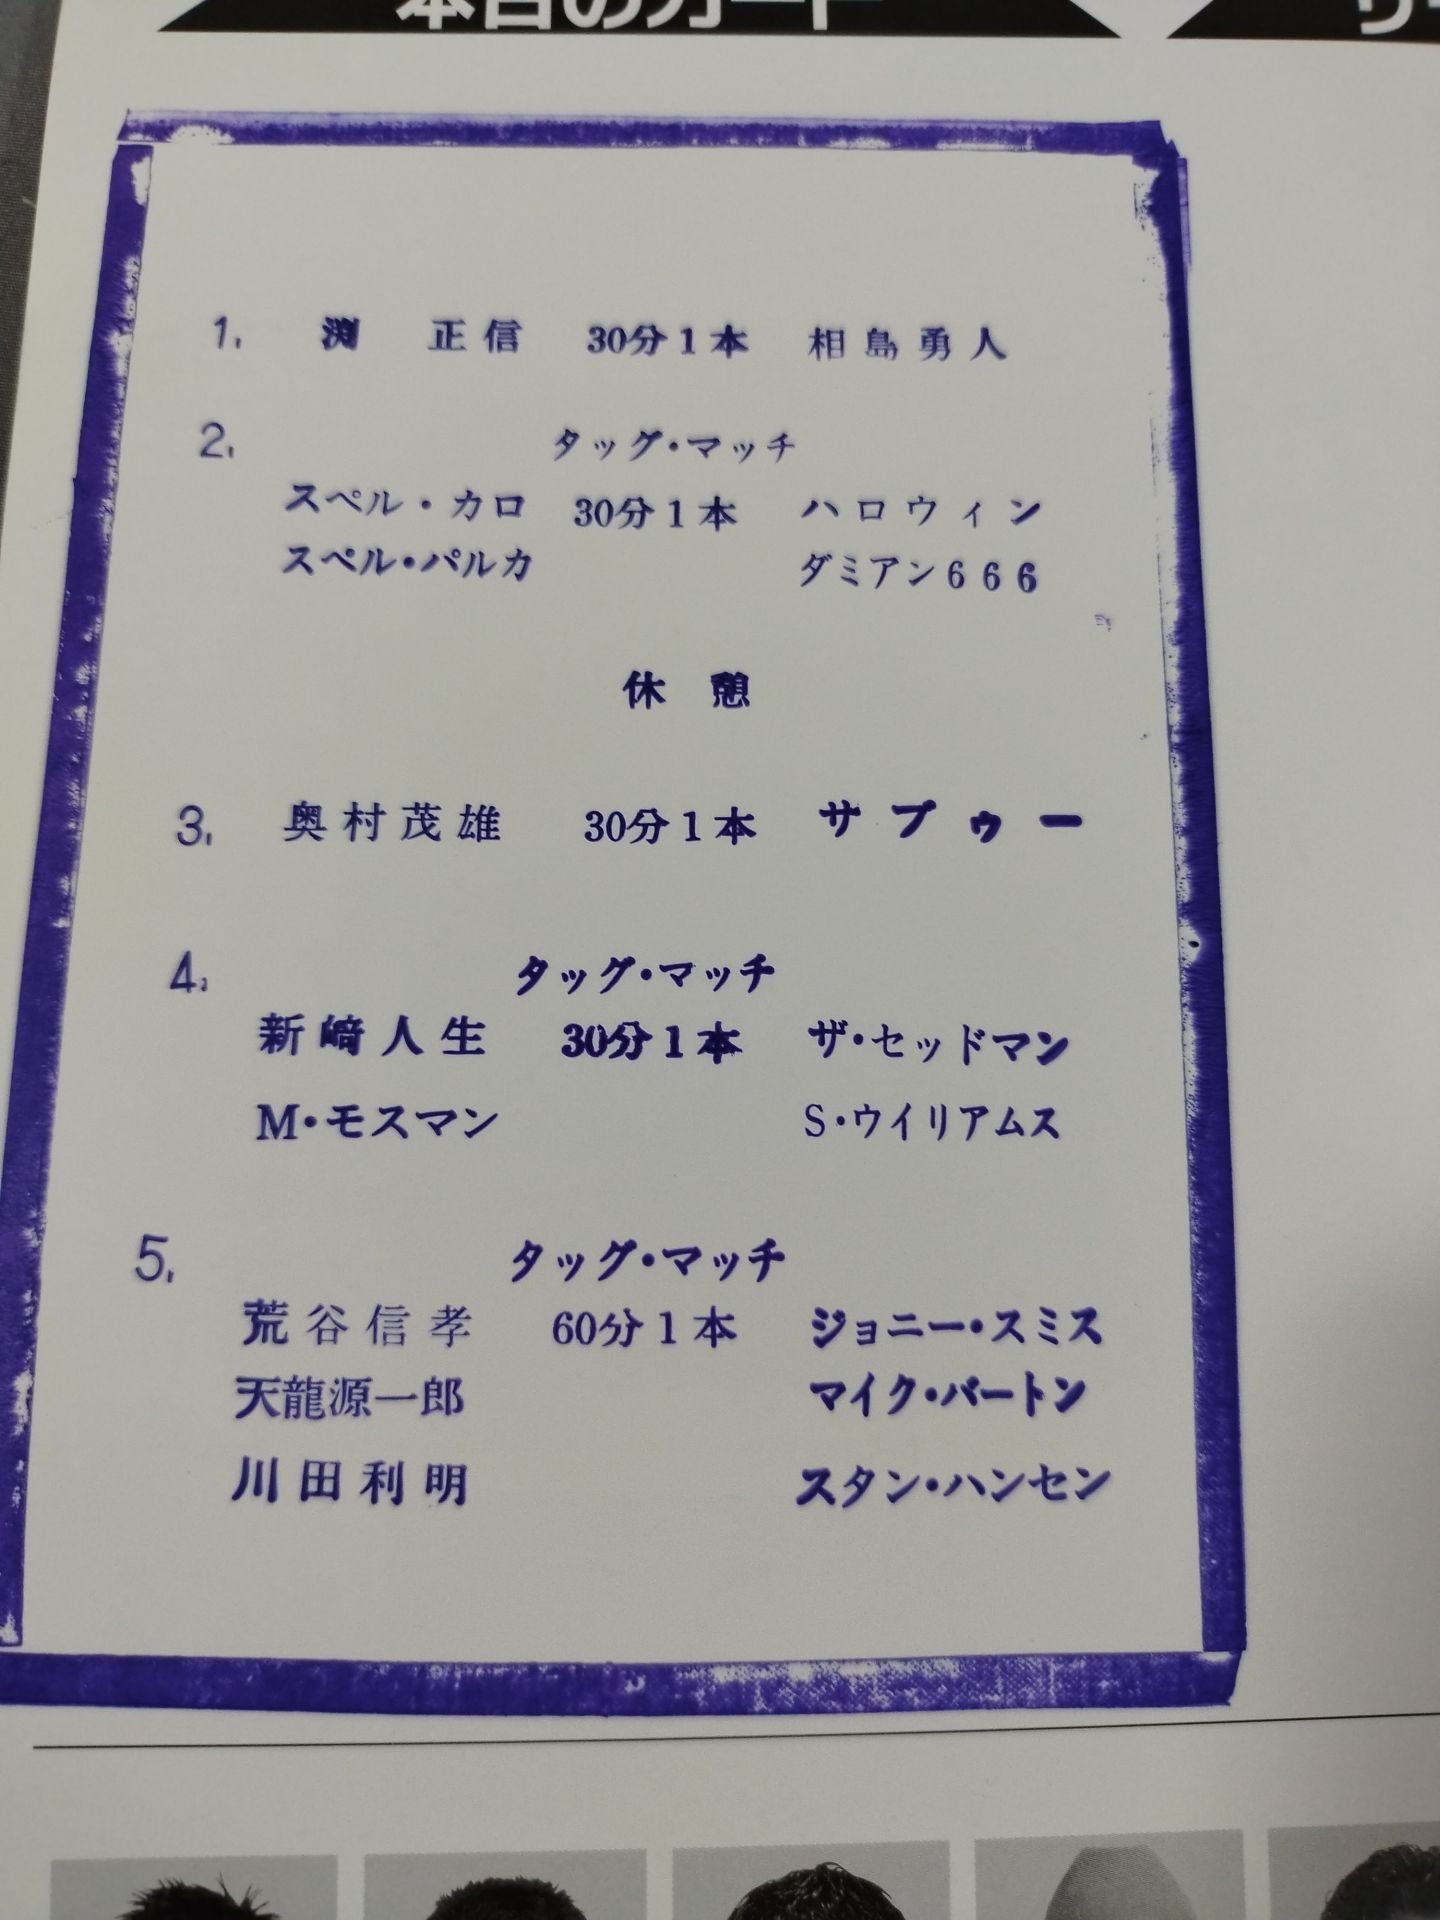 本日のカード
1. 渕 正信 30分1本 相島勇人
2. タッグ・マッチ
スペル・カロ 30分1本 ハロウィン
スペル・パルカ ダミアン666
休憩
3. 奥村茂雄 30分1本 サブゥー
4. タッグ・マッチ
新﨑人生 30分1本 ザ・セッドマン
M・モスマン S・ウイリアムス
5. タッグ・マッチ
荒谷信孝 60分1本 ジョニー・スミス
天龍源一郎 マイク・バートン
川田利明 スタン・ハンセン